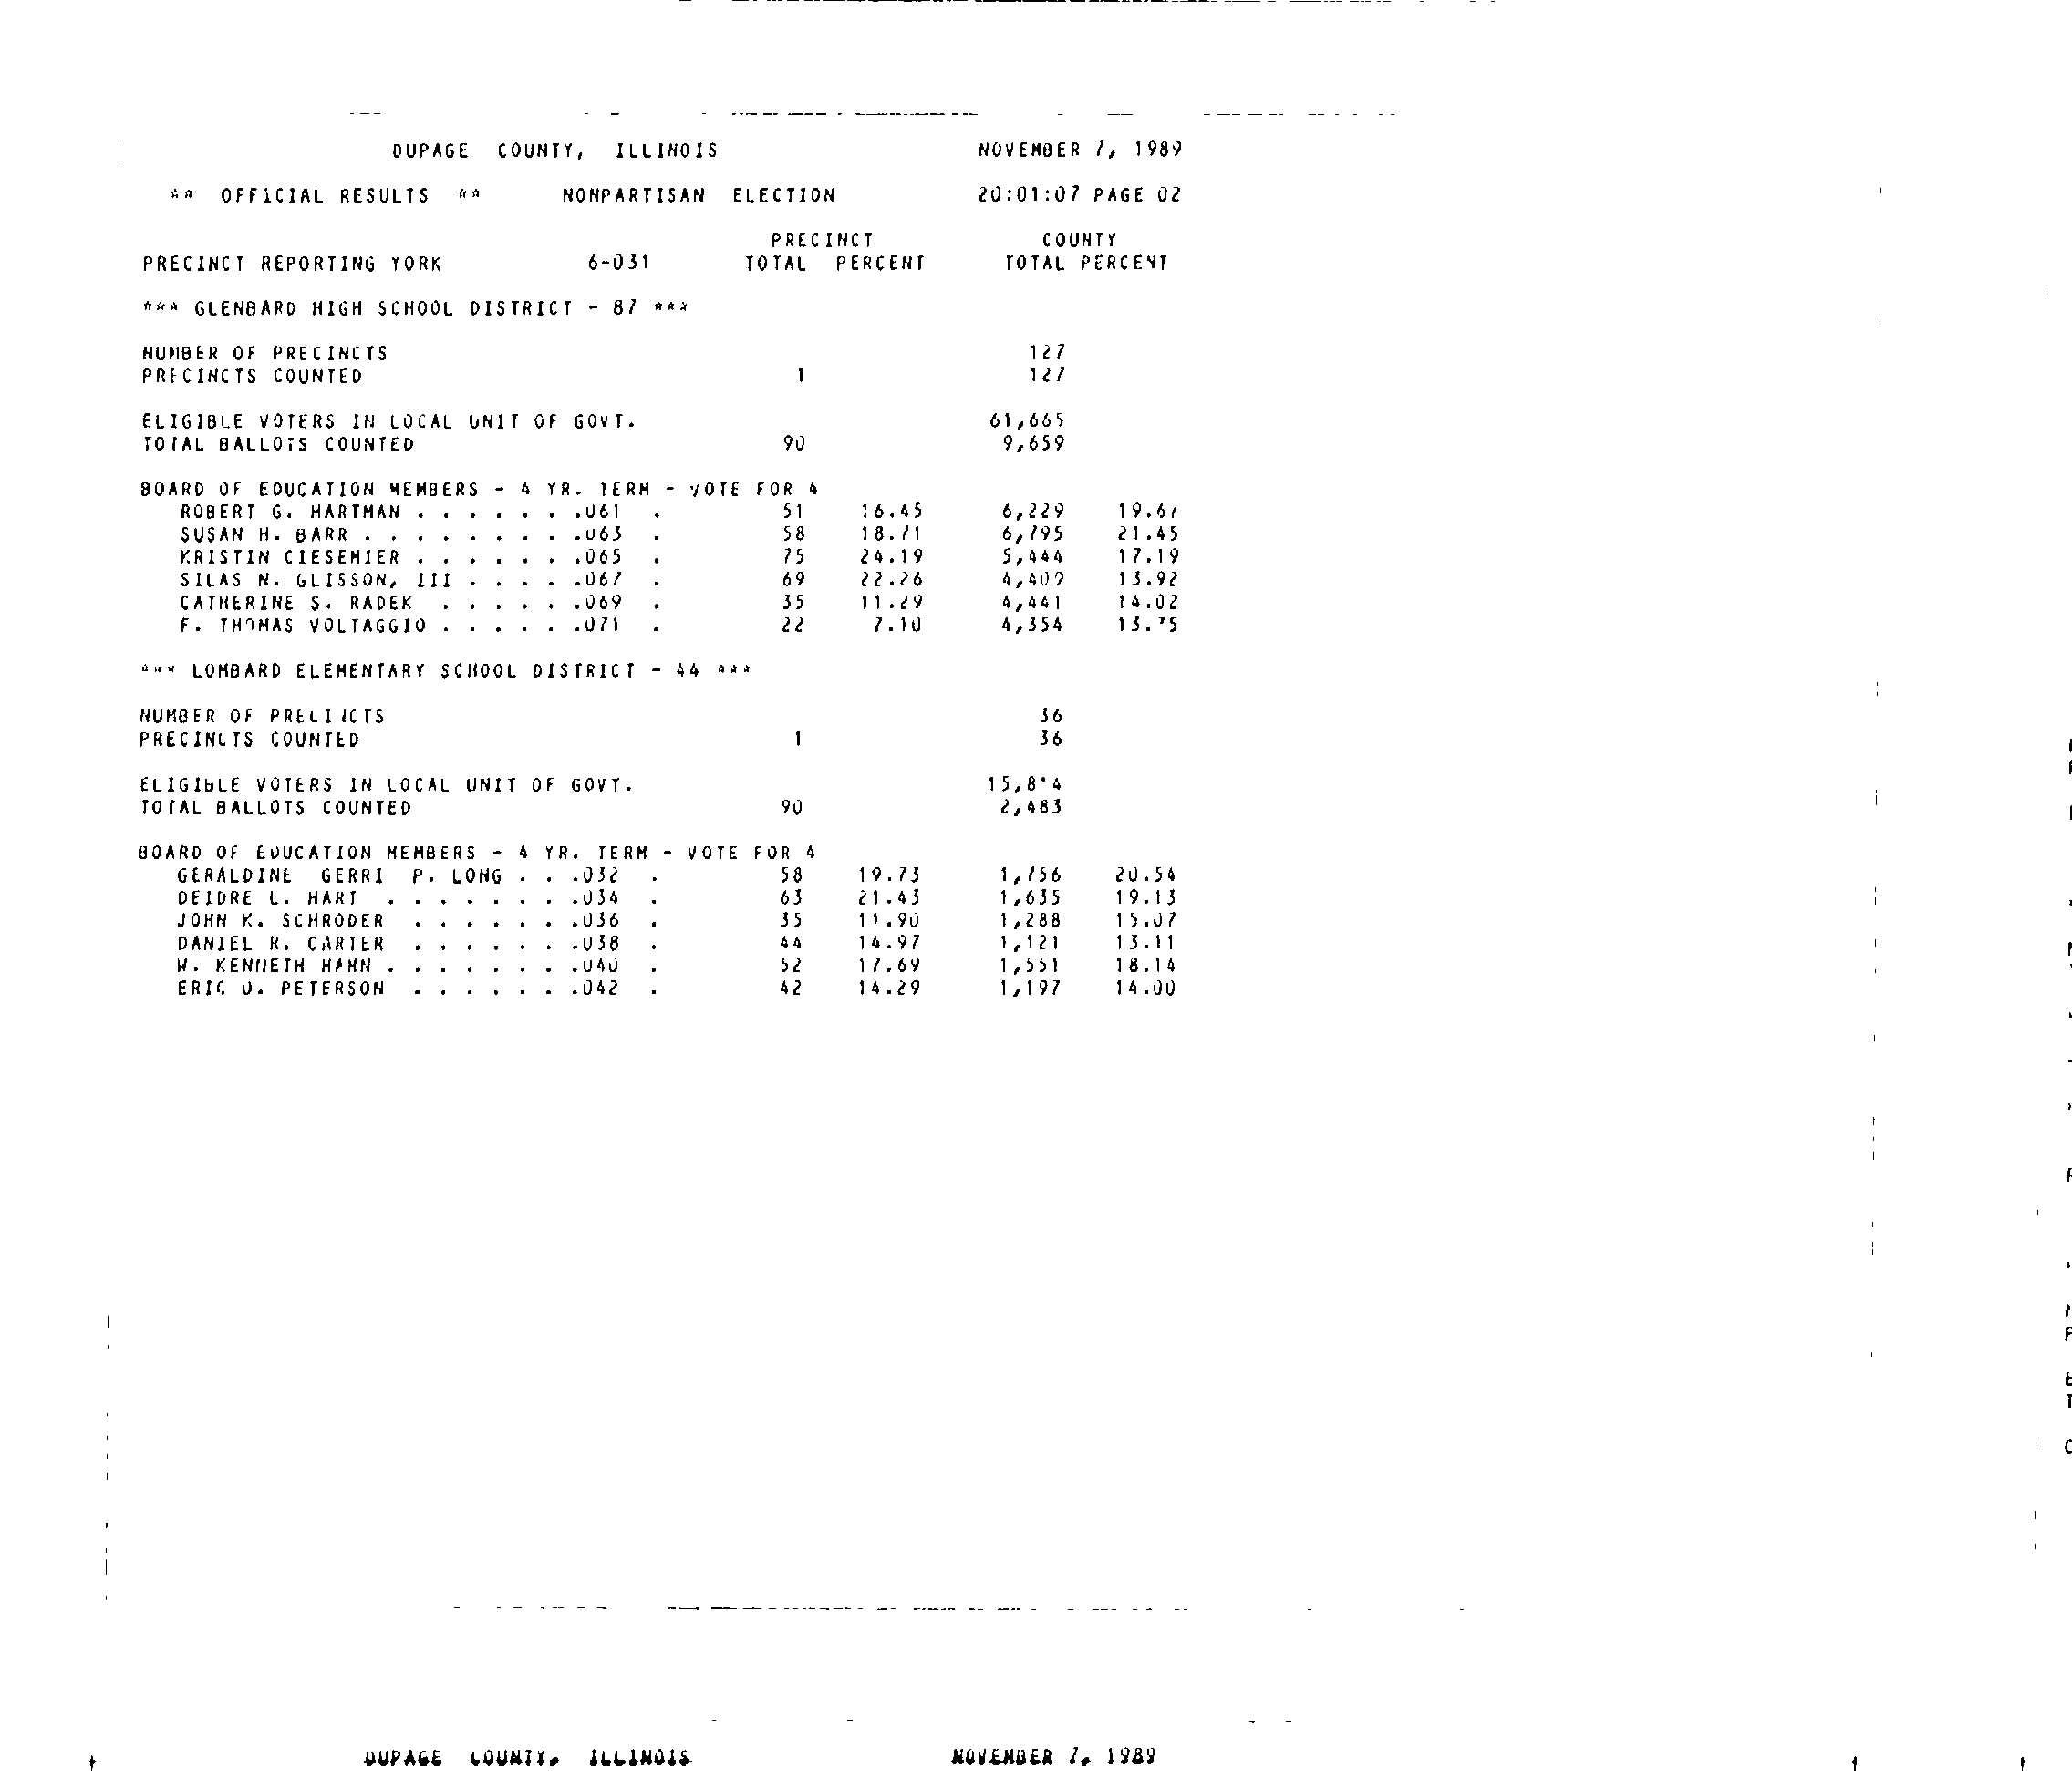 DUPAGE COUNTY, ILLINOIS NOVEMBER 7, 1989
** OFFICIAL RESULTS ** NONPARTISAN ELECTION 20:01:07 PAGE 02
PRECINCT COUNTY
PRECINCT REPORTING YORK 6-031 TOTAL PERCENT TOTAL PERCENT
*** GLENBARD HIGH SCHOOL DISTRICT - 87 ***
NUMBER OF PRECINCTS 127
PRECINCTS COUNTED 1 127
ELIGIBLE VOTERS IN LOCAL UNIT OF GOVT. 61,665
TOTAL BALLOTS COUNTED 90 9,659
BOARD OF EDUCATION MEMBERS - 4 YR. TERM - VOTE FOR 4
ROBERT G. HARTMAN . . . . . . .061 . 51 16.45 6,229 19.67
SUSAN H. BARR . . . . . . . . .063 . 58 18.71 6,795 21.45
KRISTIN CIESEMIER . . . . . . .065 . 75 24.19 5,444 17.19
SILAS N. GLISSON, III . . . . .067 . 69 22.26 4,409 13.92
CATHERINE S. RADEK . . . . . .069 . 35 11.29 4,441 14.02
F. THOMAS VOLTAGGIO . . . . . .071 . 22 7.10 4,354 13.75
*** LOMBARD ELEMENTARY SCHOOL DISTRICT - 44 ***
NUMBER OF PRECINCTS 36
PRECINCTS COUNTED 1 36
ELIGIBLE VOTERS IN LOCAL UNIT OF GOVT.
TOTAL BALLOTS COUNTED 90 2,483
BOARD OF EDUCATION MEMBERS - 4 YR. TERM - VOTE FOR 4
GERALDINE GERRI P. LONG . . .032 . 58 19.73 1,756 20.54
DEIDRE L. HART . . . . . . . .034 . 63 21.43 1,635 19.13
JOHN K. SCHRODER . . . . . . .036 . 35 11.90 1,288 15.07
DANIEL R. CARTER . . . . . . .038 . 44 14.97 1,121 13.11
W. KENNETH HAHN . . . . . . . .040 . 52 17.69 1,551 18.14
ERIC O. PETERSON . . . . . . .042 . 42 14.29 1,197 14.00
DUPAGE COUNTY, ILLINOIS NOVEMBER 7, 1989